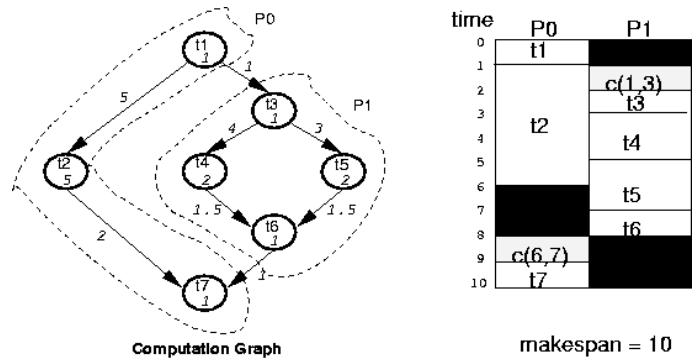 P0
t1
1
5
1
t3
1
P1
4
3
t2
5
t4
2
t5
2
1.5
1.5
t6
1
2
1
t7
1
Computation Graph
time
P0
P1
0
t1
1
c(1,3)
2
t3
3
t2
4
t4
5
6
t5
7
t6
8
c(6,7)
9
t7
10
makespan = 10